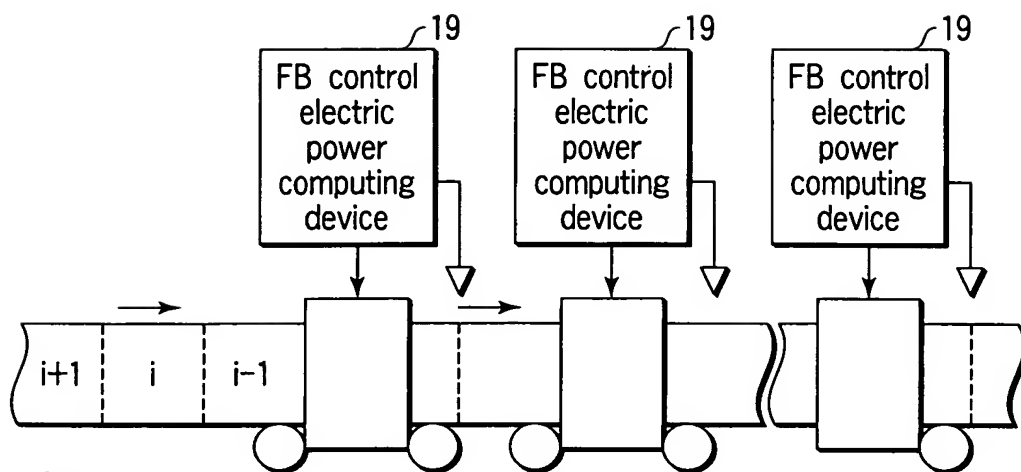 19
FB control
electric
power
computing
device
19
FB control
electric
power
computing
device
19
FB control
electric
power
computing
device
i+1
i
i-1